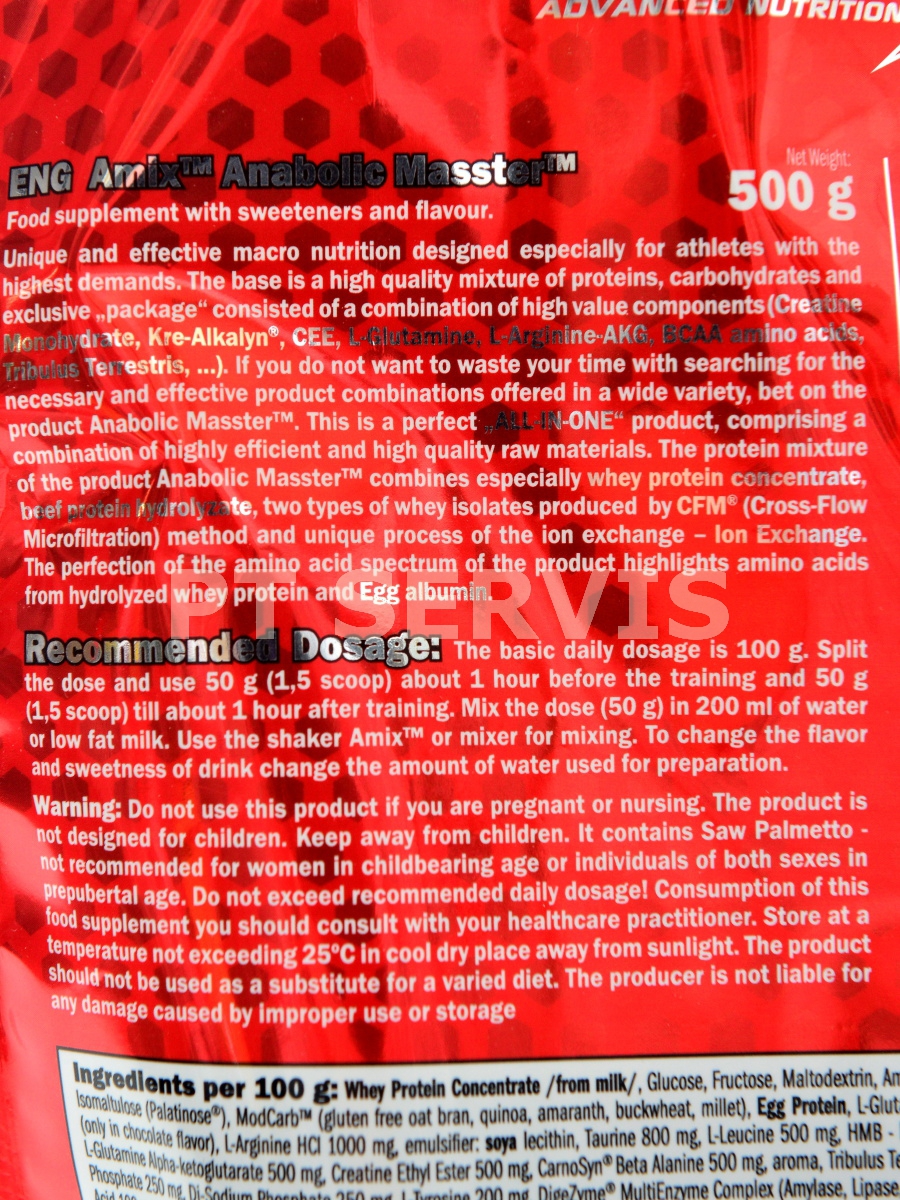 ADVANCED NUTRITION
Net Weight:
500 g
ENG Amix™ Anabolic Masster™
Food supplement with sweeteners and flavour.
Unique and effective macro nutrition designed especially for athletes with the
highest demands. The base is a high quality mixture of proteins, carbohydrates and
exclusive „package“ consisted of a combination of high value components (Creatine
Monohydrate, Kre-Alkalyn®, CEE, L-Glutamine, L-Arginine-AKG, BCAA amino acids,
Tribulus Terrestris, ...). If you do not want to waste your time with searching for the
necessary and effective product combinations offered in a wide variety, bet on the
product Anabolic Masster™. This is a perfect „ALL-IN-ONE“ product, comprising a
combination of highly efficient and high quality raw materials. The protein mixture
of the product Anabolic Masster™ combines especially whey protein concentrate,
beef protein hydrolyzate, two types of whey isolates produced by CFM® (Cross-Flow
Microfiltration) method and unique process of the ion exchange – Ion Exchange.
The perfection of the amino acid spectrum of the product highlights amino acids
from hydrolyzed whey protein and Egg albumin.
PT SERVIS
Recommended Dosage: The basic daily dosage is 100 g. Split
the dose and use 50 g (1,5 scoop) about 1 hour before the training and 50 g
(1,5 scoop) till about 1 hour after training. Mix the dose (50 g) in 200 ml of water
or low fat milk. Use the shaker Amix™ or mixer for mixing. To change the flavor
and sweetness of drink change the amount of water used for preparation.
Warning: Do not use this product if you are pregnant or nursing. The product is
not designed for children. Keep away from children. It contains Saw Palmetto -
not recommended for women in childbearing age or individuals of both sexes in
prepubertal age. Do not exceed recommended daily dosage! Consumption of this
food supplement you should consult with your healthcare practitioner. Store at a
temperature not exceeding 25°C in cool dry place away from sunlight. The product
should not be used as a substitute for a varied diet. The producer is not liable for
any damage caused by improper use or storage
Ingredients per 100 g: Whey Protein Concentrate /from milk/, Glucose, Fructose, Maltodextrin, Am
Isomaltulose (Palatinose®), ModCarb™ (gluten free oat bran, quinoa, amaranth, buckwheat, millet), Egg Protein, L-Glut
(only in chocolate flavor), L-Arginine HCl 1000 mg, emulsifier: soya lecithin, Taurine 800 mg, L-Leucine 500 mg, HMB -
L-Glutamine Alpha-ketoglutarate 500 mg, Creatine Ethyl Ester 500 mg, CarnoSyn® Beta Alanine 500 mg, aroma, Tribulus Te
Phosphate 250 mg, Di-Sodium Phosphate 250 mg, L-Tyrosine 200 mg, DigeZyme® MultiEnzyme Complex (Amylase, Lipase